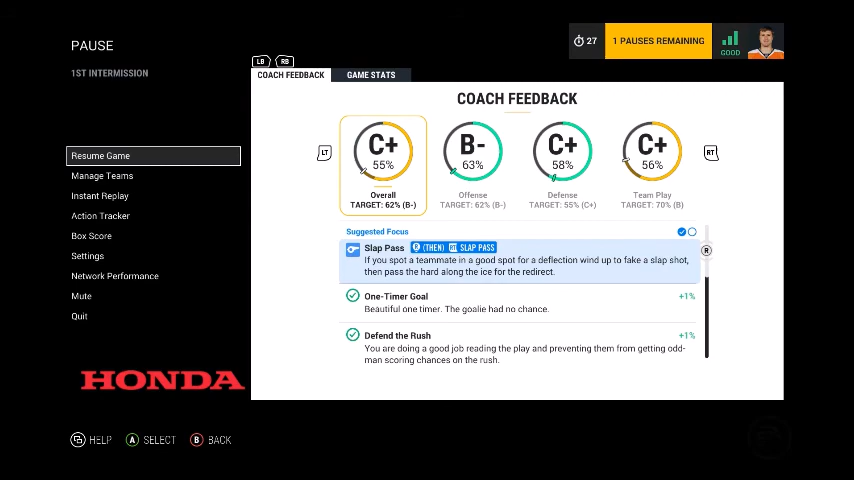 PAUSE
27
1 PAUSES REMAINING
GOOD
1ST INTERMISSION
LB RB
COACH FEEDBACK GAME STATS
COACH FEEDBACK
LT
C+
55%
Overall
TARGET: 62% (B-)
B-
63%
Offense
TARGET: 62% (B-)
C+
58%
Defense
TARGET: 55% (C+)
C+
56%
Team Play
TARGET: 70% (B)
RT
Resume Game
Manage Teams
Instant Replay
Action Tracker
Box Score
Settings
Network Performance
Mute
Quit
Suggested Focus
Slap Pass R (THEN) RT SLAP PASS
If you spot a teammate in a good spot for a deflection wind up to fake a slap shot,
then pass the hard along the ice for the redirect.
R
One-Timer Goal +1%
Beautiful one timer. The goalie had no chance.
Defend the Rush +1%
You are doing a good job reading the play and preventing them from getting odd-
man scoring chances on the rush.
HONDA
HELP A SELECT B BACK